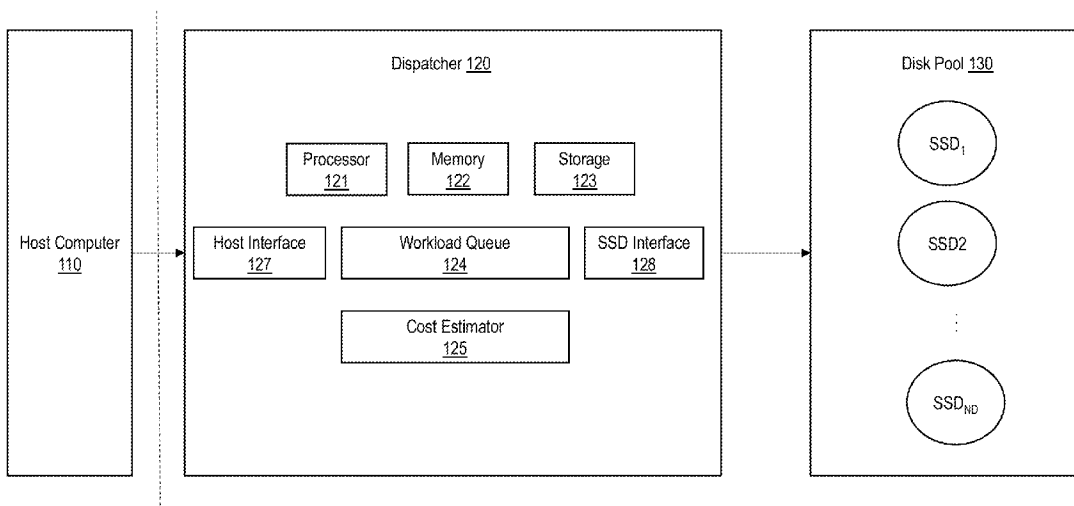 Host Computer
110
Dispatcher 120
Processor
121
Memory
122
Storage
123
Host Interface
127
Workload Queue
124
SSD Interface
128
Cost Estimator
125
Disk Pool 130
SSD₁
SSD2
⋮
SSD_ND